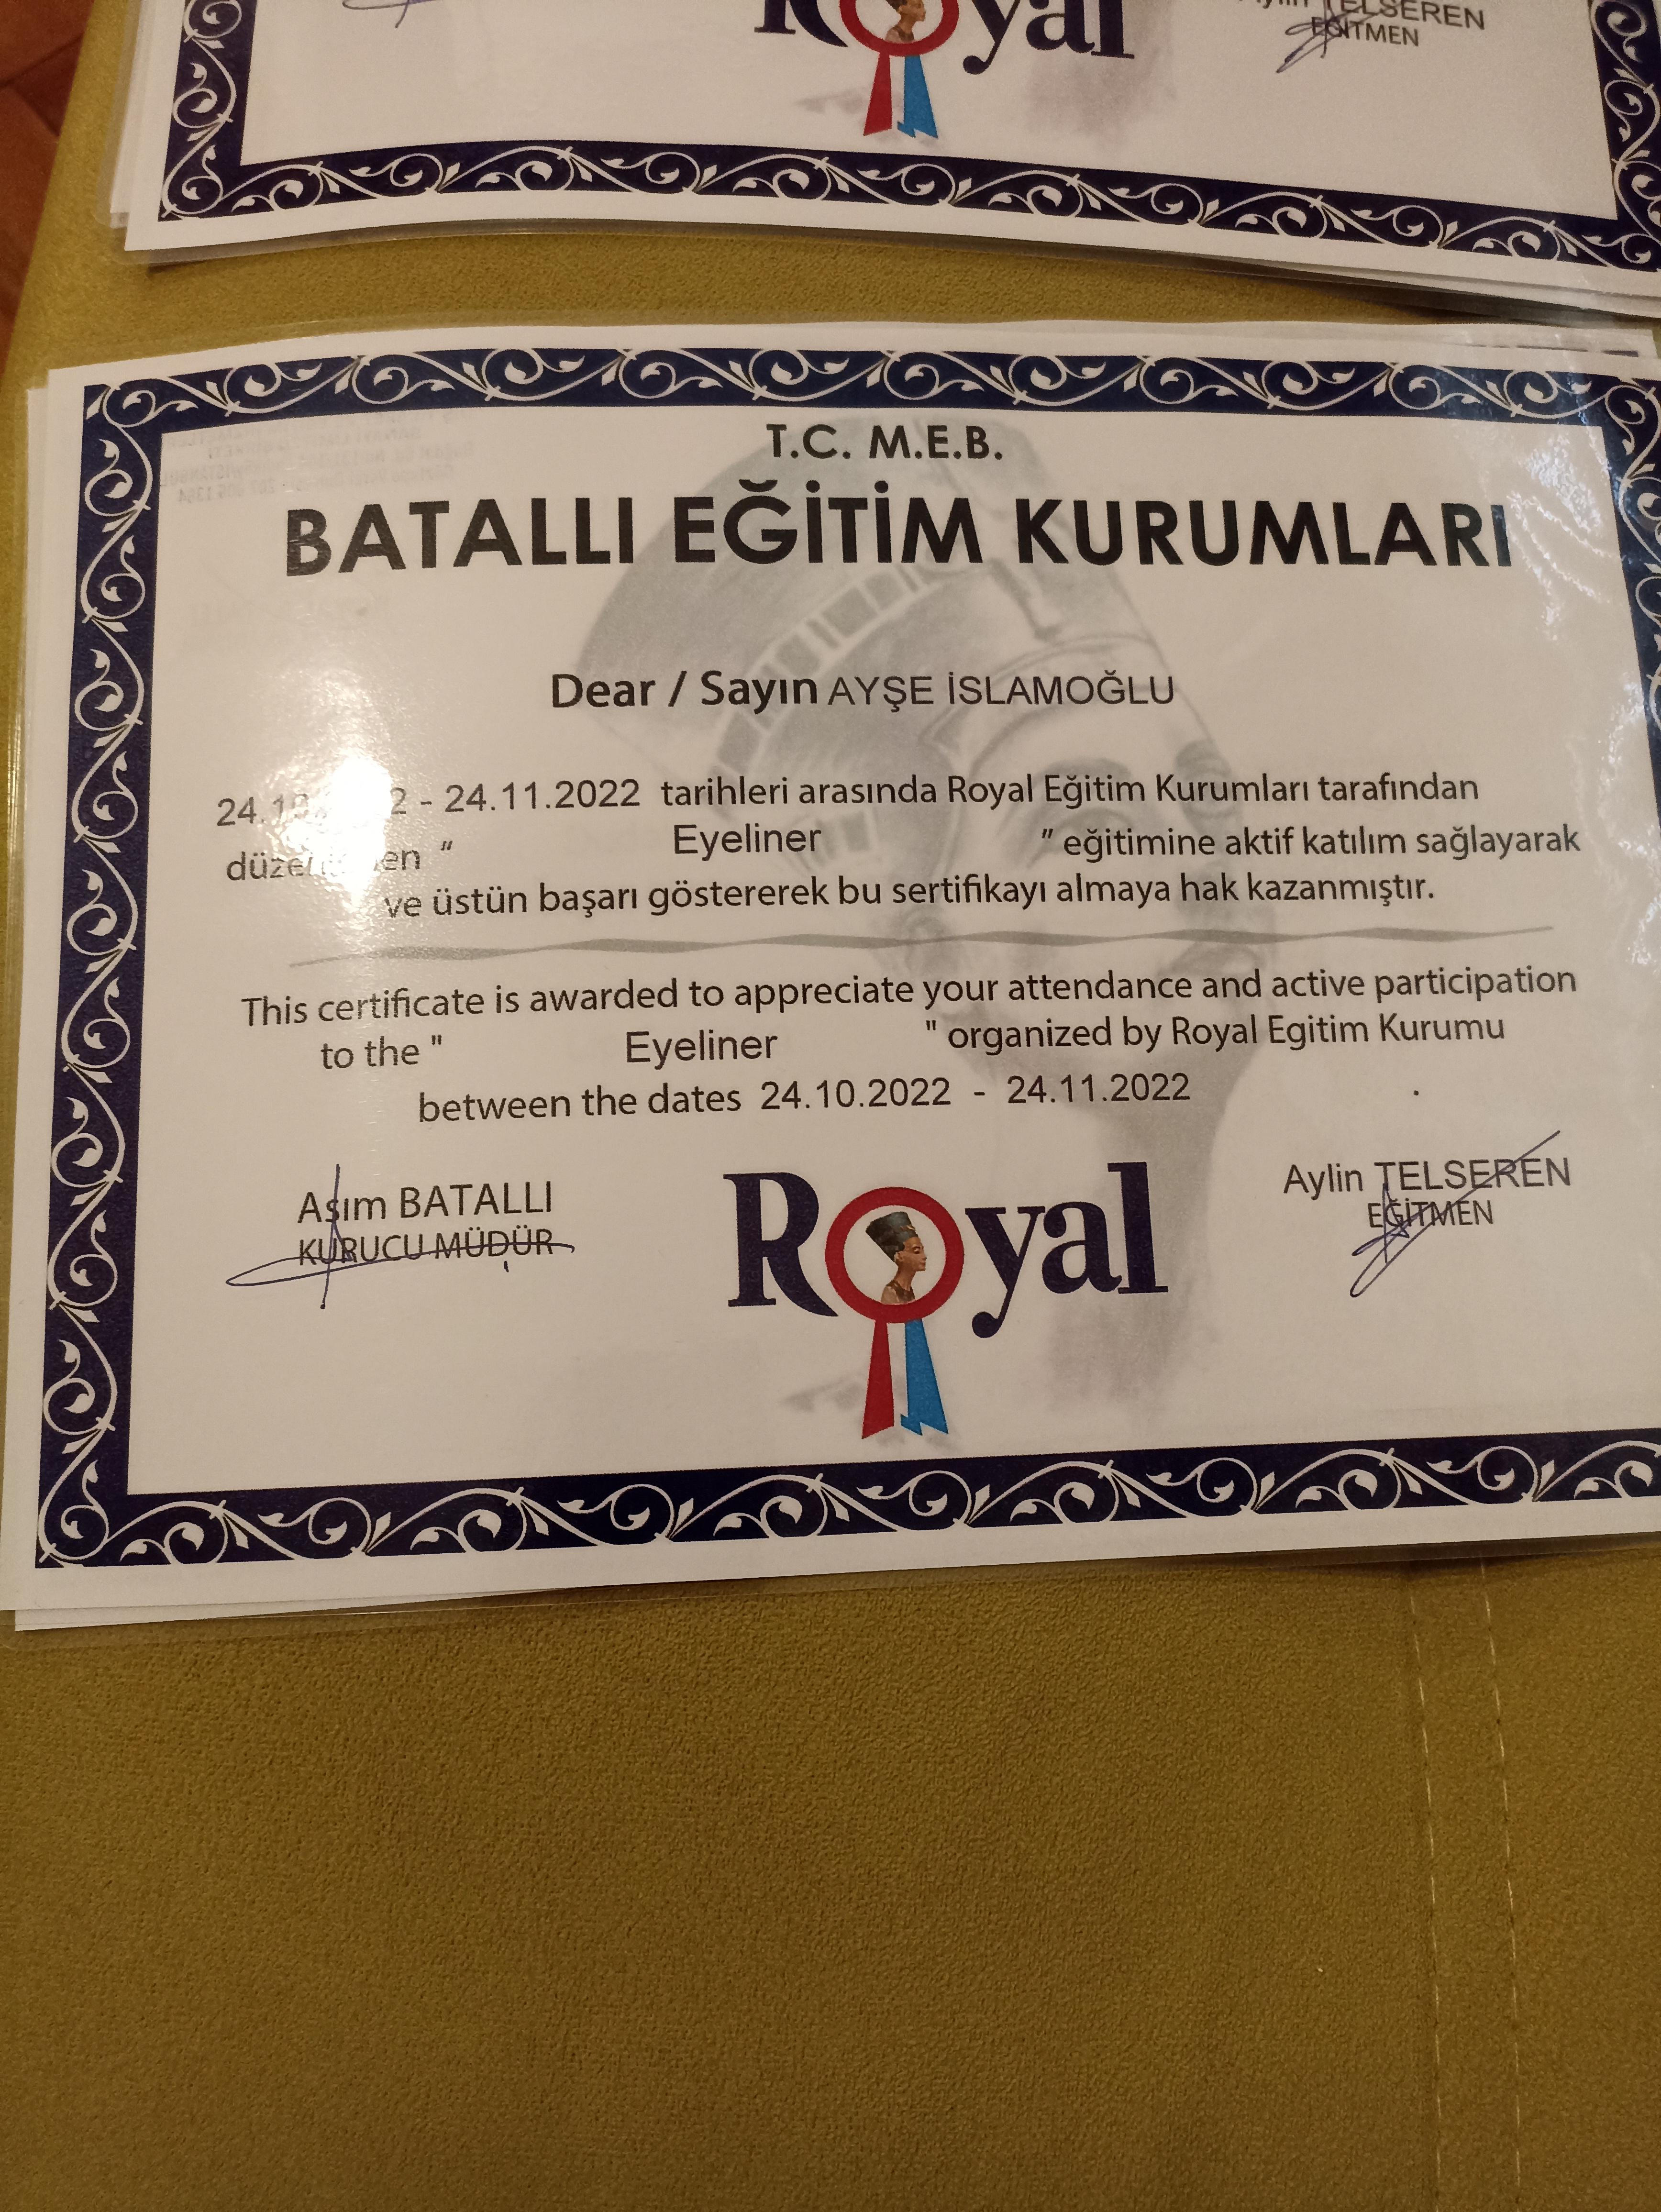 Royal
TELSEREN
EĞİTMEN
T.C. M.E.B.
BATALLI EĞİTİM KURUMLARI
Dear / Sayın AYŞE İSLAMOĞLU
- 24.11.2022 tarihleri arasında Royal Eğitim Kurumları tarafından
" Eyeliner " eğitimine aktif katılım sağlayarak
ve üstün başarı göstererek bu sertifikayı almaya hak kazanmıştır.
This certificate is awarded to appreciate your attendance and active participation
to the " Eyeliner " organized by Royal Egitim Kurumu
between the dates 24.10.2022 - 24.11.2022
Asım BATALLI
KURUCU MÜDÜR
Royal
Aylin TELSEREN
EĞİTMEN